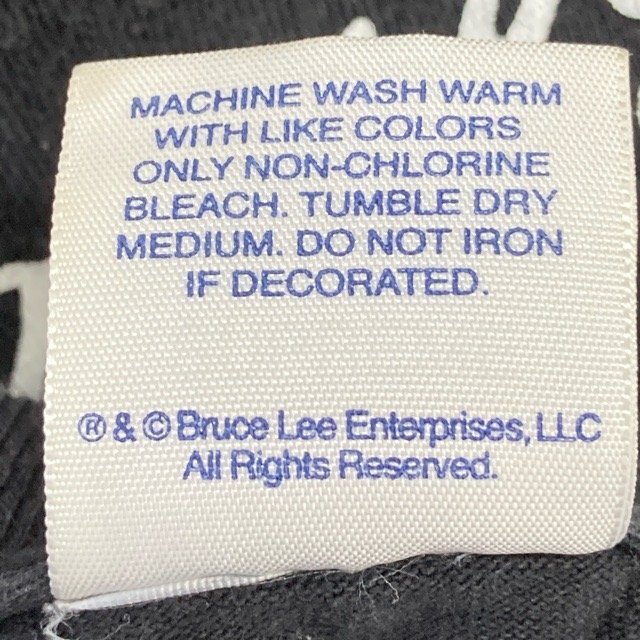 MACHINE WASH WARM
WITH LIKE COLORS
ONLY NON-CHLORINE
BLEACH. TUMBLE DRY
MEDIUM. DO NOT IRON
IF DECORATED.
® & © Bruce Lee Enterprises, LLC
All Rights Reserved.